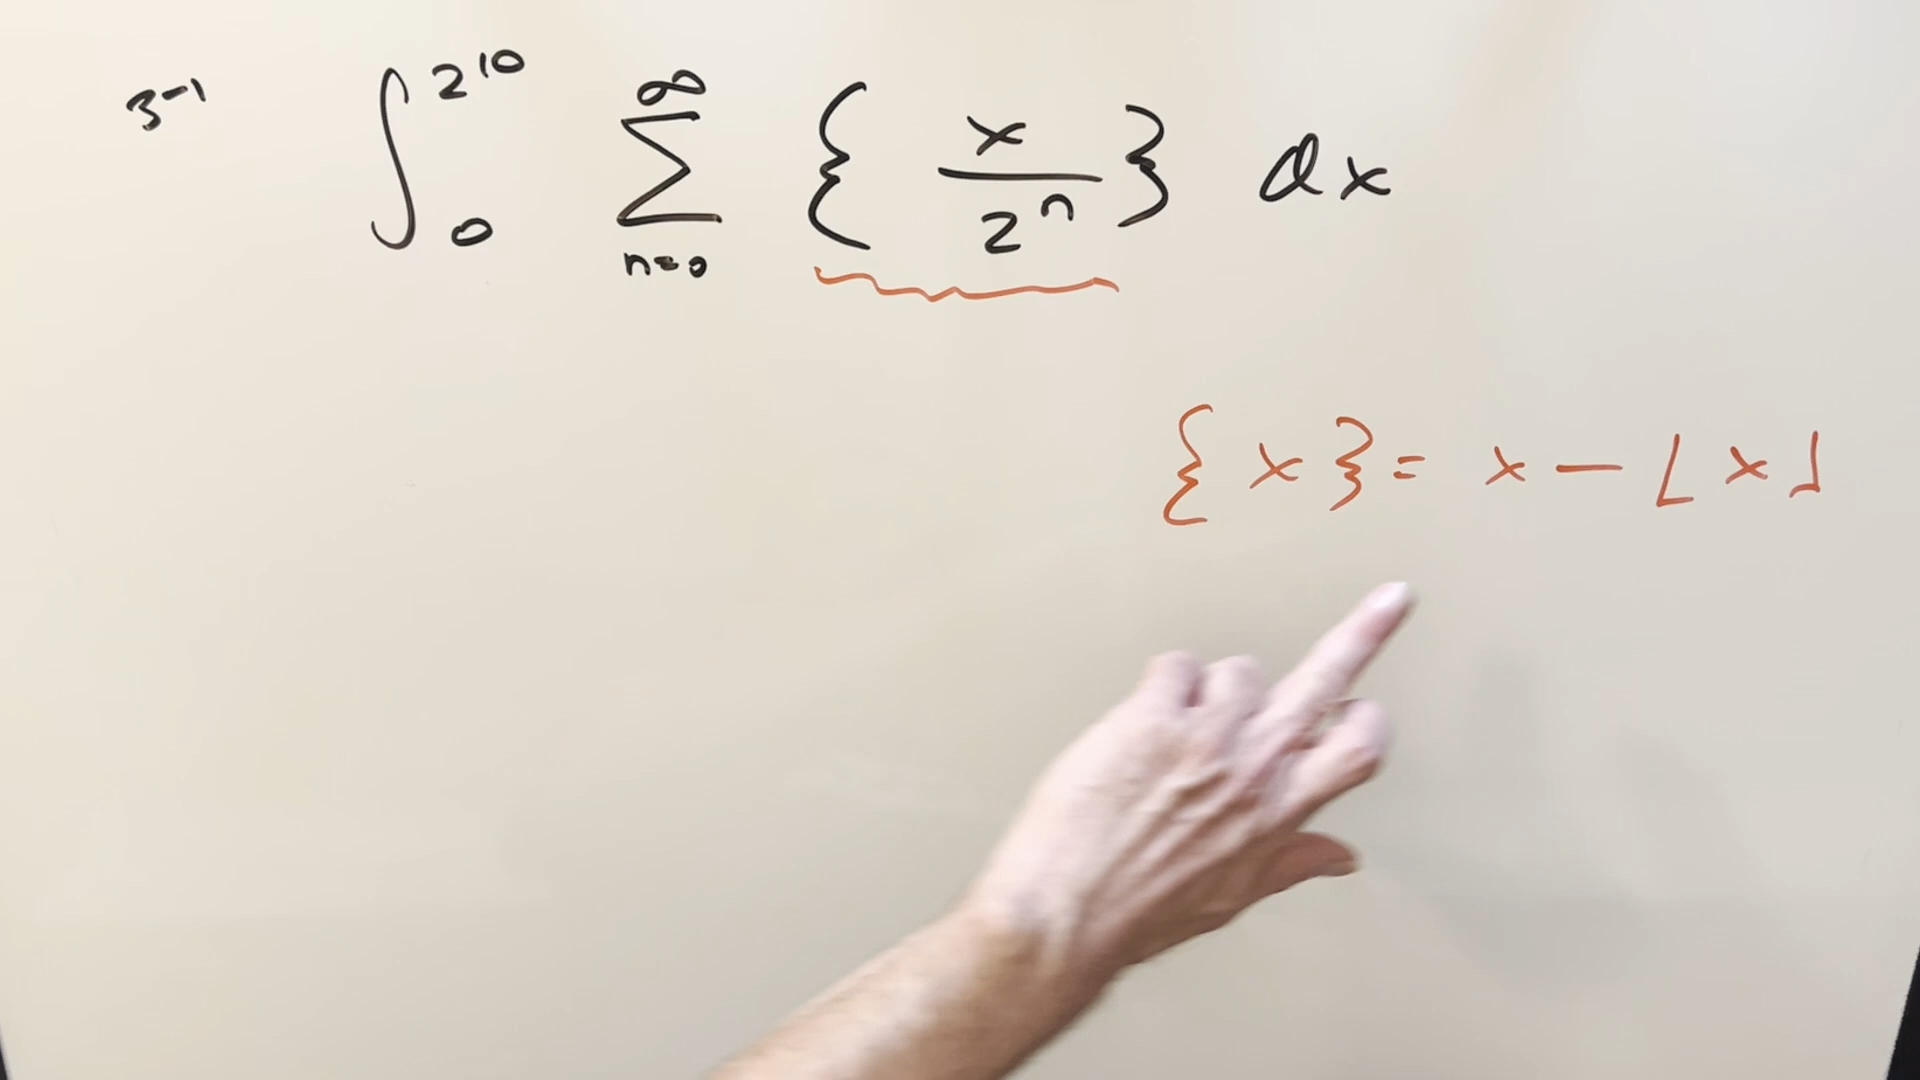 3-1 ∫₀^{2^{10}} ∑_{n=0}^{∞} { x / 2^n } dx
{x} = x − ⌊x⌋